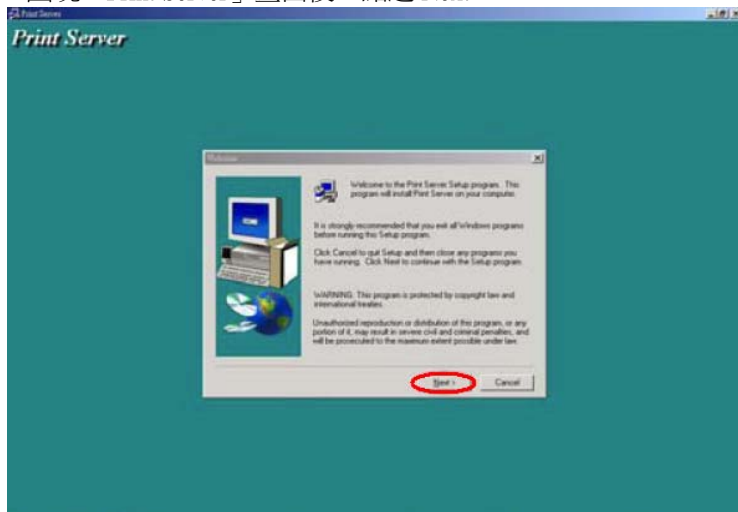 Print Server
Print Server
Welcome
Welcome to the Print Server Setup program. This
program will install Print Server on your computer.
It is strongly recommended that you exit all Windows programs
before running this Setup program.
Click Cancel to quit Setup and then close any programs you
have running. Click Next to continue with the Setup program.
WARNING: This program is protected by copyright law and
international treaties.
Unauthorized reproduction or distribution of this program, or any
portion of it, may result in severe civil and criminal penalties, and
will be prosecuted to the maximum extent possible under law.
Next >
Cancel